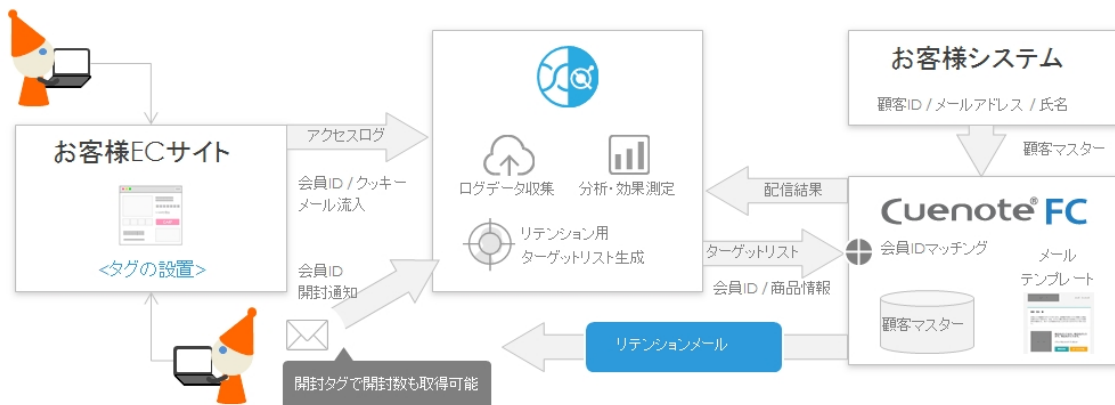 お客様システム
顧客ID / メールアドレス / 氏名
お客様ECサイト
アクセスログ
顧客マスター
会員ID / クッキー
メール流入
ログデータ収集
分析・効果測定
配信結果
Cuenote® FC
<タグの設置>
リテンション用
ターゲットリスト生成
ターゲットリスト
会員IDマッチング
メール
テンプレート
会員ID
開封通知
会員ID / 商品情報
顧客マスター
リテンションメール
開封タグで開封数も取得可能